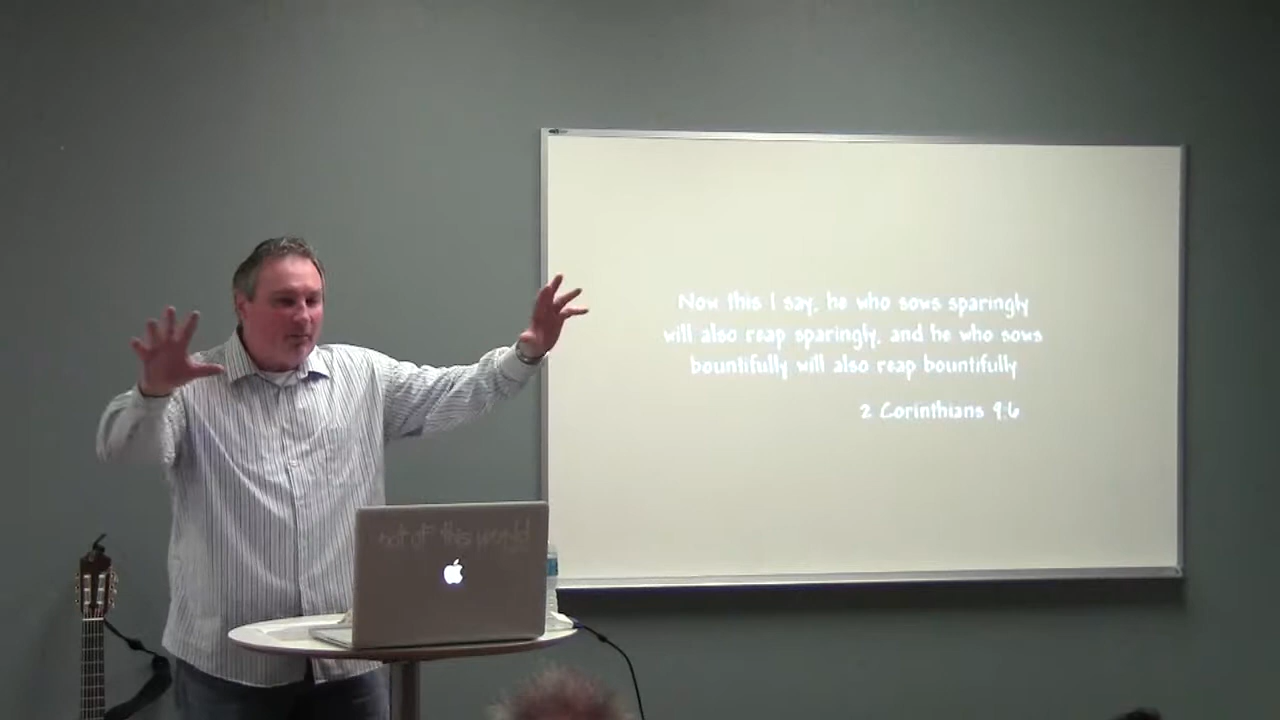 Now this I say, he who sows sparingly
will also reap sparingly, and he who sows
bountifully will also reap bountifully
2 Corinthians 9:6
not of this world